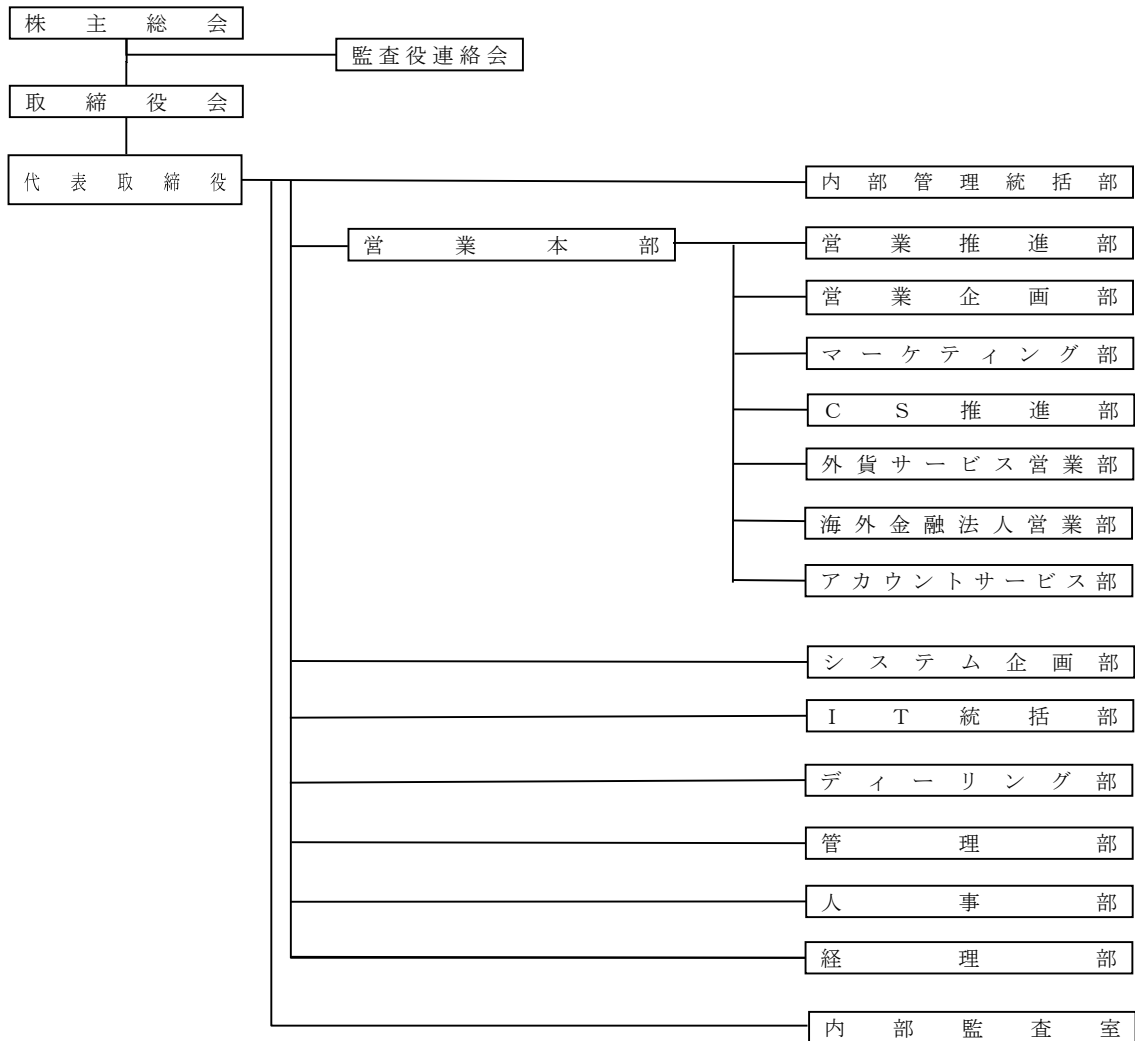 株主総会
監査役連絡会
取締役会
代表取締役
内部管理統括部
営業本部
営業推進部
営業企画部
マーケティング部
ＣＳ推進部
外貨サービス営業部
海外金融法人営業部
アカウントサービス部
システム企画部
ＩＴ統括部
ディーリング部
管理部
人事部
経理部
内部監査室